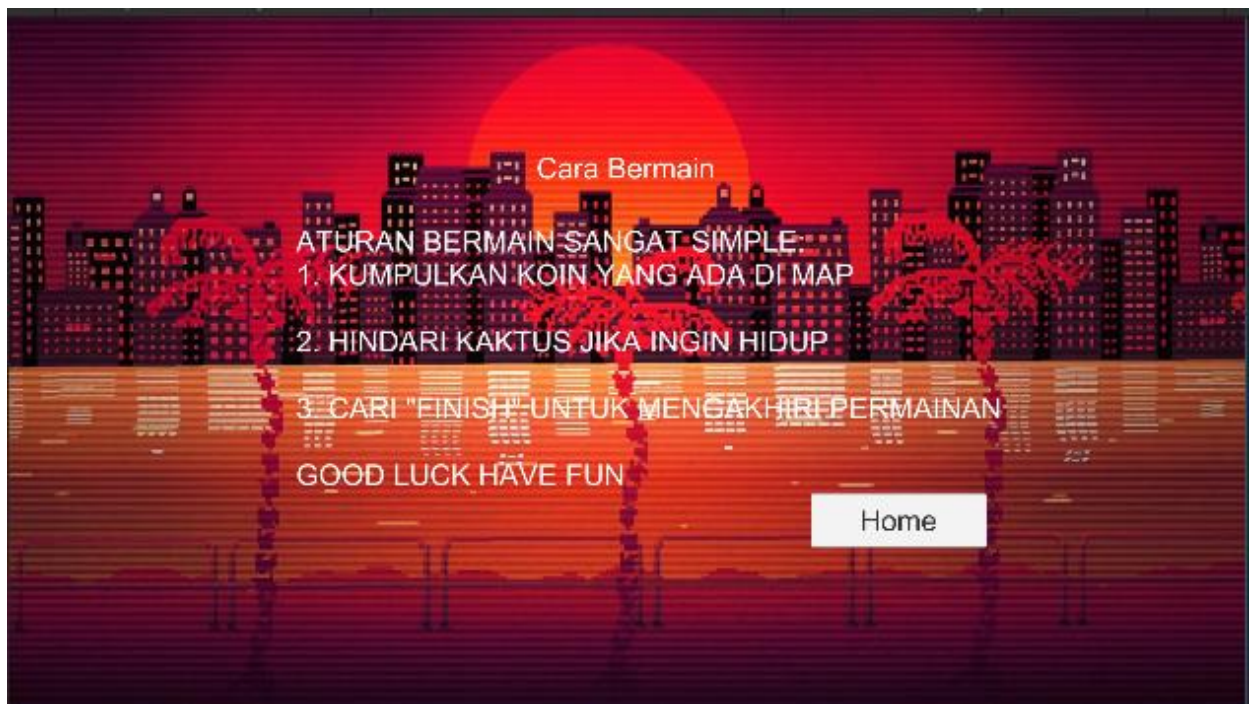 Cara Bermain
ATURAN BERMAIN SANGAT SIMPLE:
1. KUMPULKAN KOIN YANG ADA DI MAP
2. HINDARI KAKTUS JIKA INGIN HIDUP
3. CARI "FINISH" UNTUK MENGAKHIRI PERMAINAN
GOOD LUCK HAVE FUN
Home